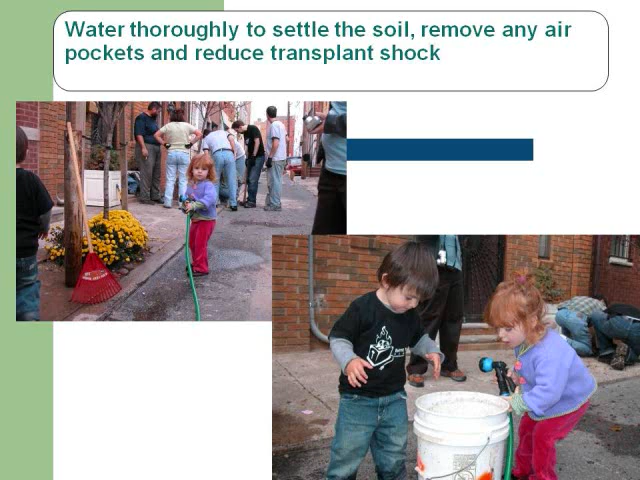 Water thoroughly to settle the soil, remove any air
pockets and reduce transplant shock